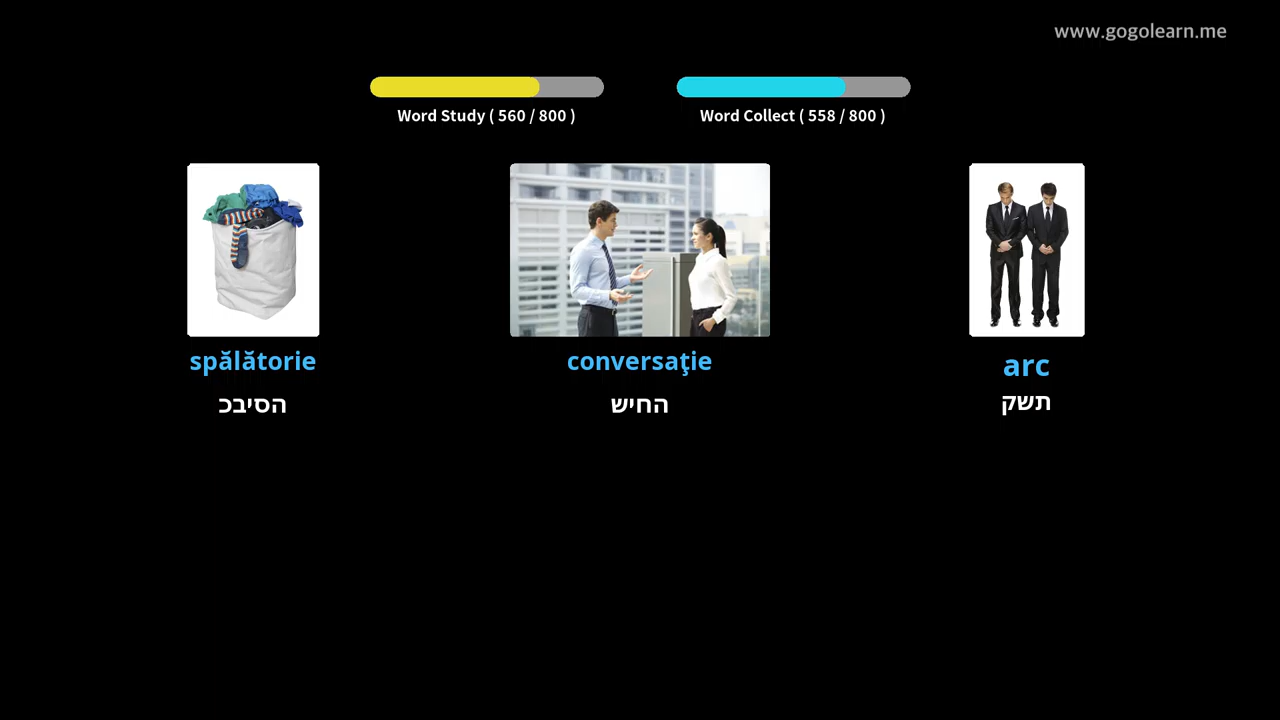 www.gogolearn.me
Word Study ( 560 / 800 )
Word Collect ( 558 / 800 )
spălătorie
conversaţie
arc
הסיבכ
החיש
תשק